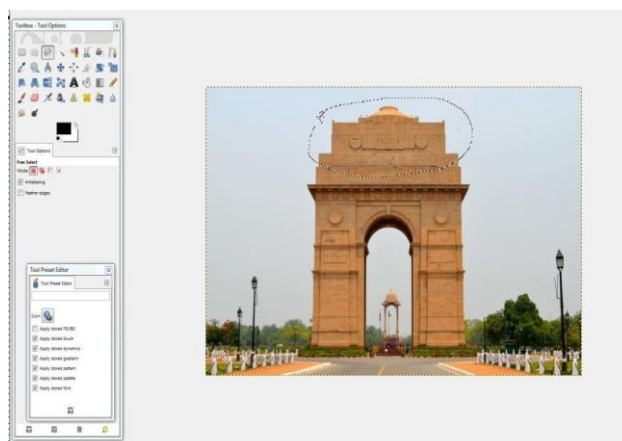 Toolbox - Tool Options
A
Tool Options
Free Select
Mode:
Antialiasing
Feather edges
Tool Preset Editor
Tool Preset Editor
Icon:
Apply stored FG/BG
Apply stored brush
Apply stored dynamics
Apply stored gradient
Apply stored pattern
Apply stored palette
Apply stored font